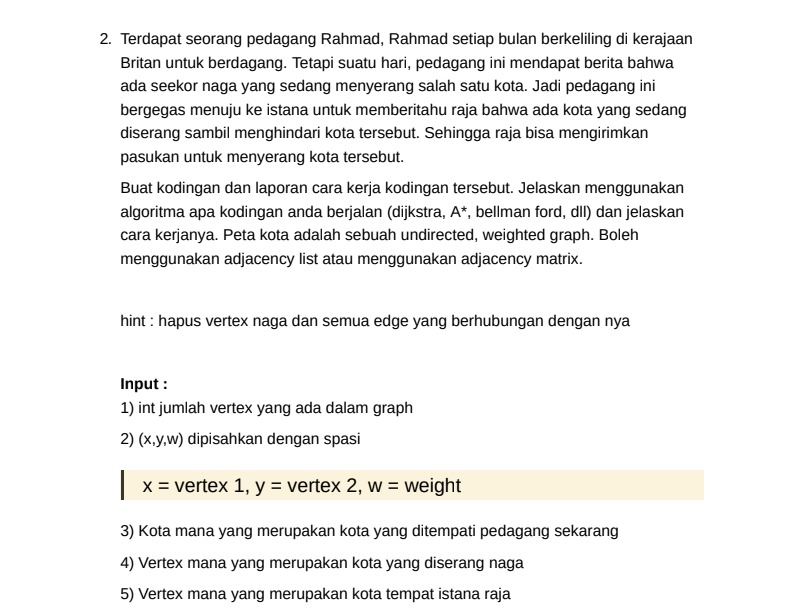 2. Terdapat seorang pedagang Rahmad, Rahmad setiap bulan berkeliling di kerajaan
Britan untuk berdagang. Tetapi suatu hari, pedagang ini mendapat berita bahwa
ada seekor naga yang sedang menyerang salah satu kota. Jadi pedagang ini
bergegas menuju ke istana untuk memberitahu raja bahwa ada kota yang sedang
diserang sambil menghindari kota tersebut. Sehingga raja bisa mengirimkan
pasukan untuk menyerang kota tersebut.
Buat kodingan dan laporan cara kerja kodingan tersebut. Jelaskan menggunakan
algoritma apa kodingan anda berjalan (dijkstra, A*, bellman ford, dll) dan jelaskan
cara kerjanya. Peta kota adalah sebuah undirected, weighted graph. Boleh
menggunakan adjacency list atau menggunakan adjacency matrix.
hint : hapus vertex naga dan semua edge yang berhubungan dengan nya
Input :
1) int jumlah vertex yang ada dalam graph
2) (x,y,w) dipisahkan dengan spasi
x = vertex 1, y = vertex 2, w = weight
3) Kota mana yang merupakan kota yang ditempati pedagang sekarang
4) Vertex mana yang merupakan kota yang diserang naga
5) Vertex mana yang merupakan kota tempat istana raja